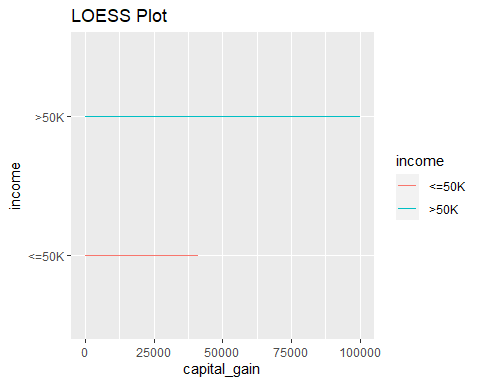 LOESS Plot
income
>50K
<=50K
0 25000 50000 75000 100000
capital_gain
income
<=50K
>50K